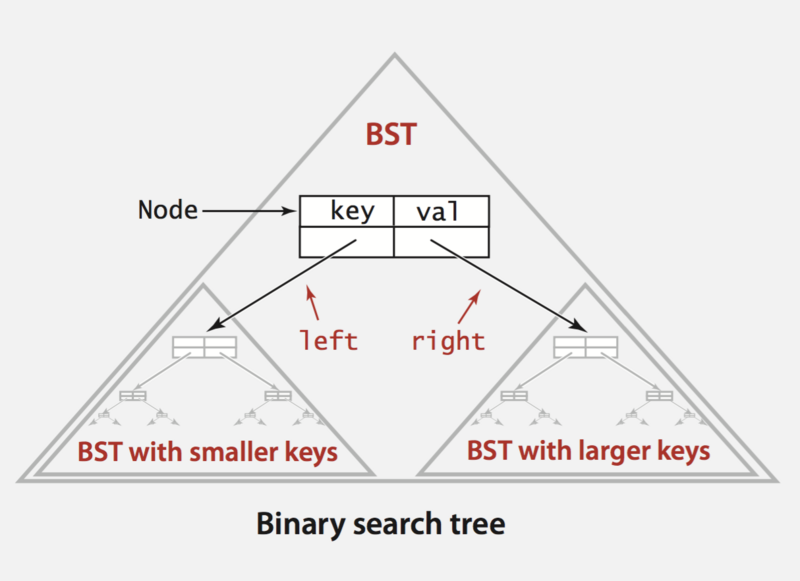 BST
Node
key val
left
right
BST with smaller keys
BST with larger keys
Binary search tree